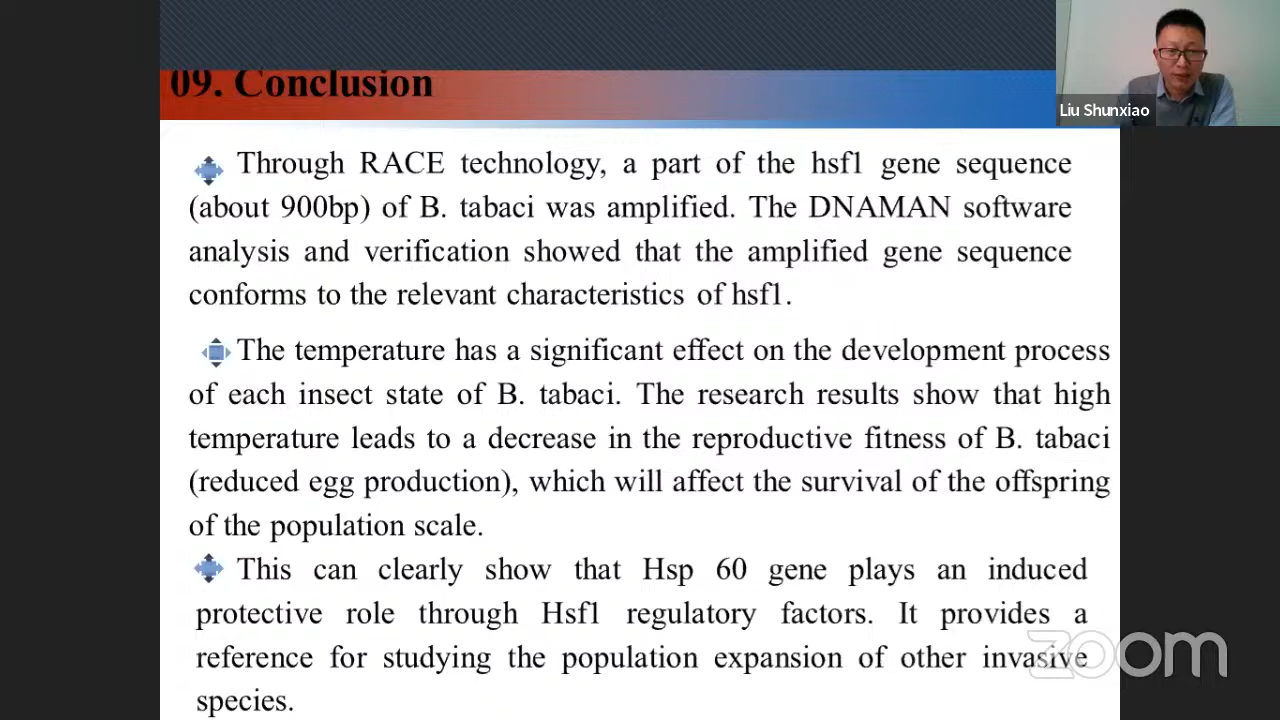 09. Conclusion
Liu Shunxiao
Through RACE technology, a part of the hsf1 gene sequence
(about 900bp) of B. tabaci was amplified. The DNAMAN software
analysis and verification showed that the amplified gene sequence
conforms to the relevant characteristics of hsf1.
The temperature has a significant effect on the development process
of each insect state of B. tabaci. The research results show that high
temperature leads to a decrease in the reproductive fitness of B. tabaci
(reduced egg production), which will affect the survival of the offspring
of the population scale.
This can clearly show that Hsp 60 gene plays an induced
protective role through Hsf1 regulatory factors. It provides a
reference for studying the population expansion of other invasive
species.
zoom